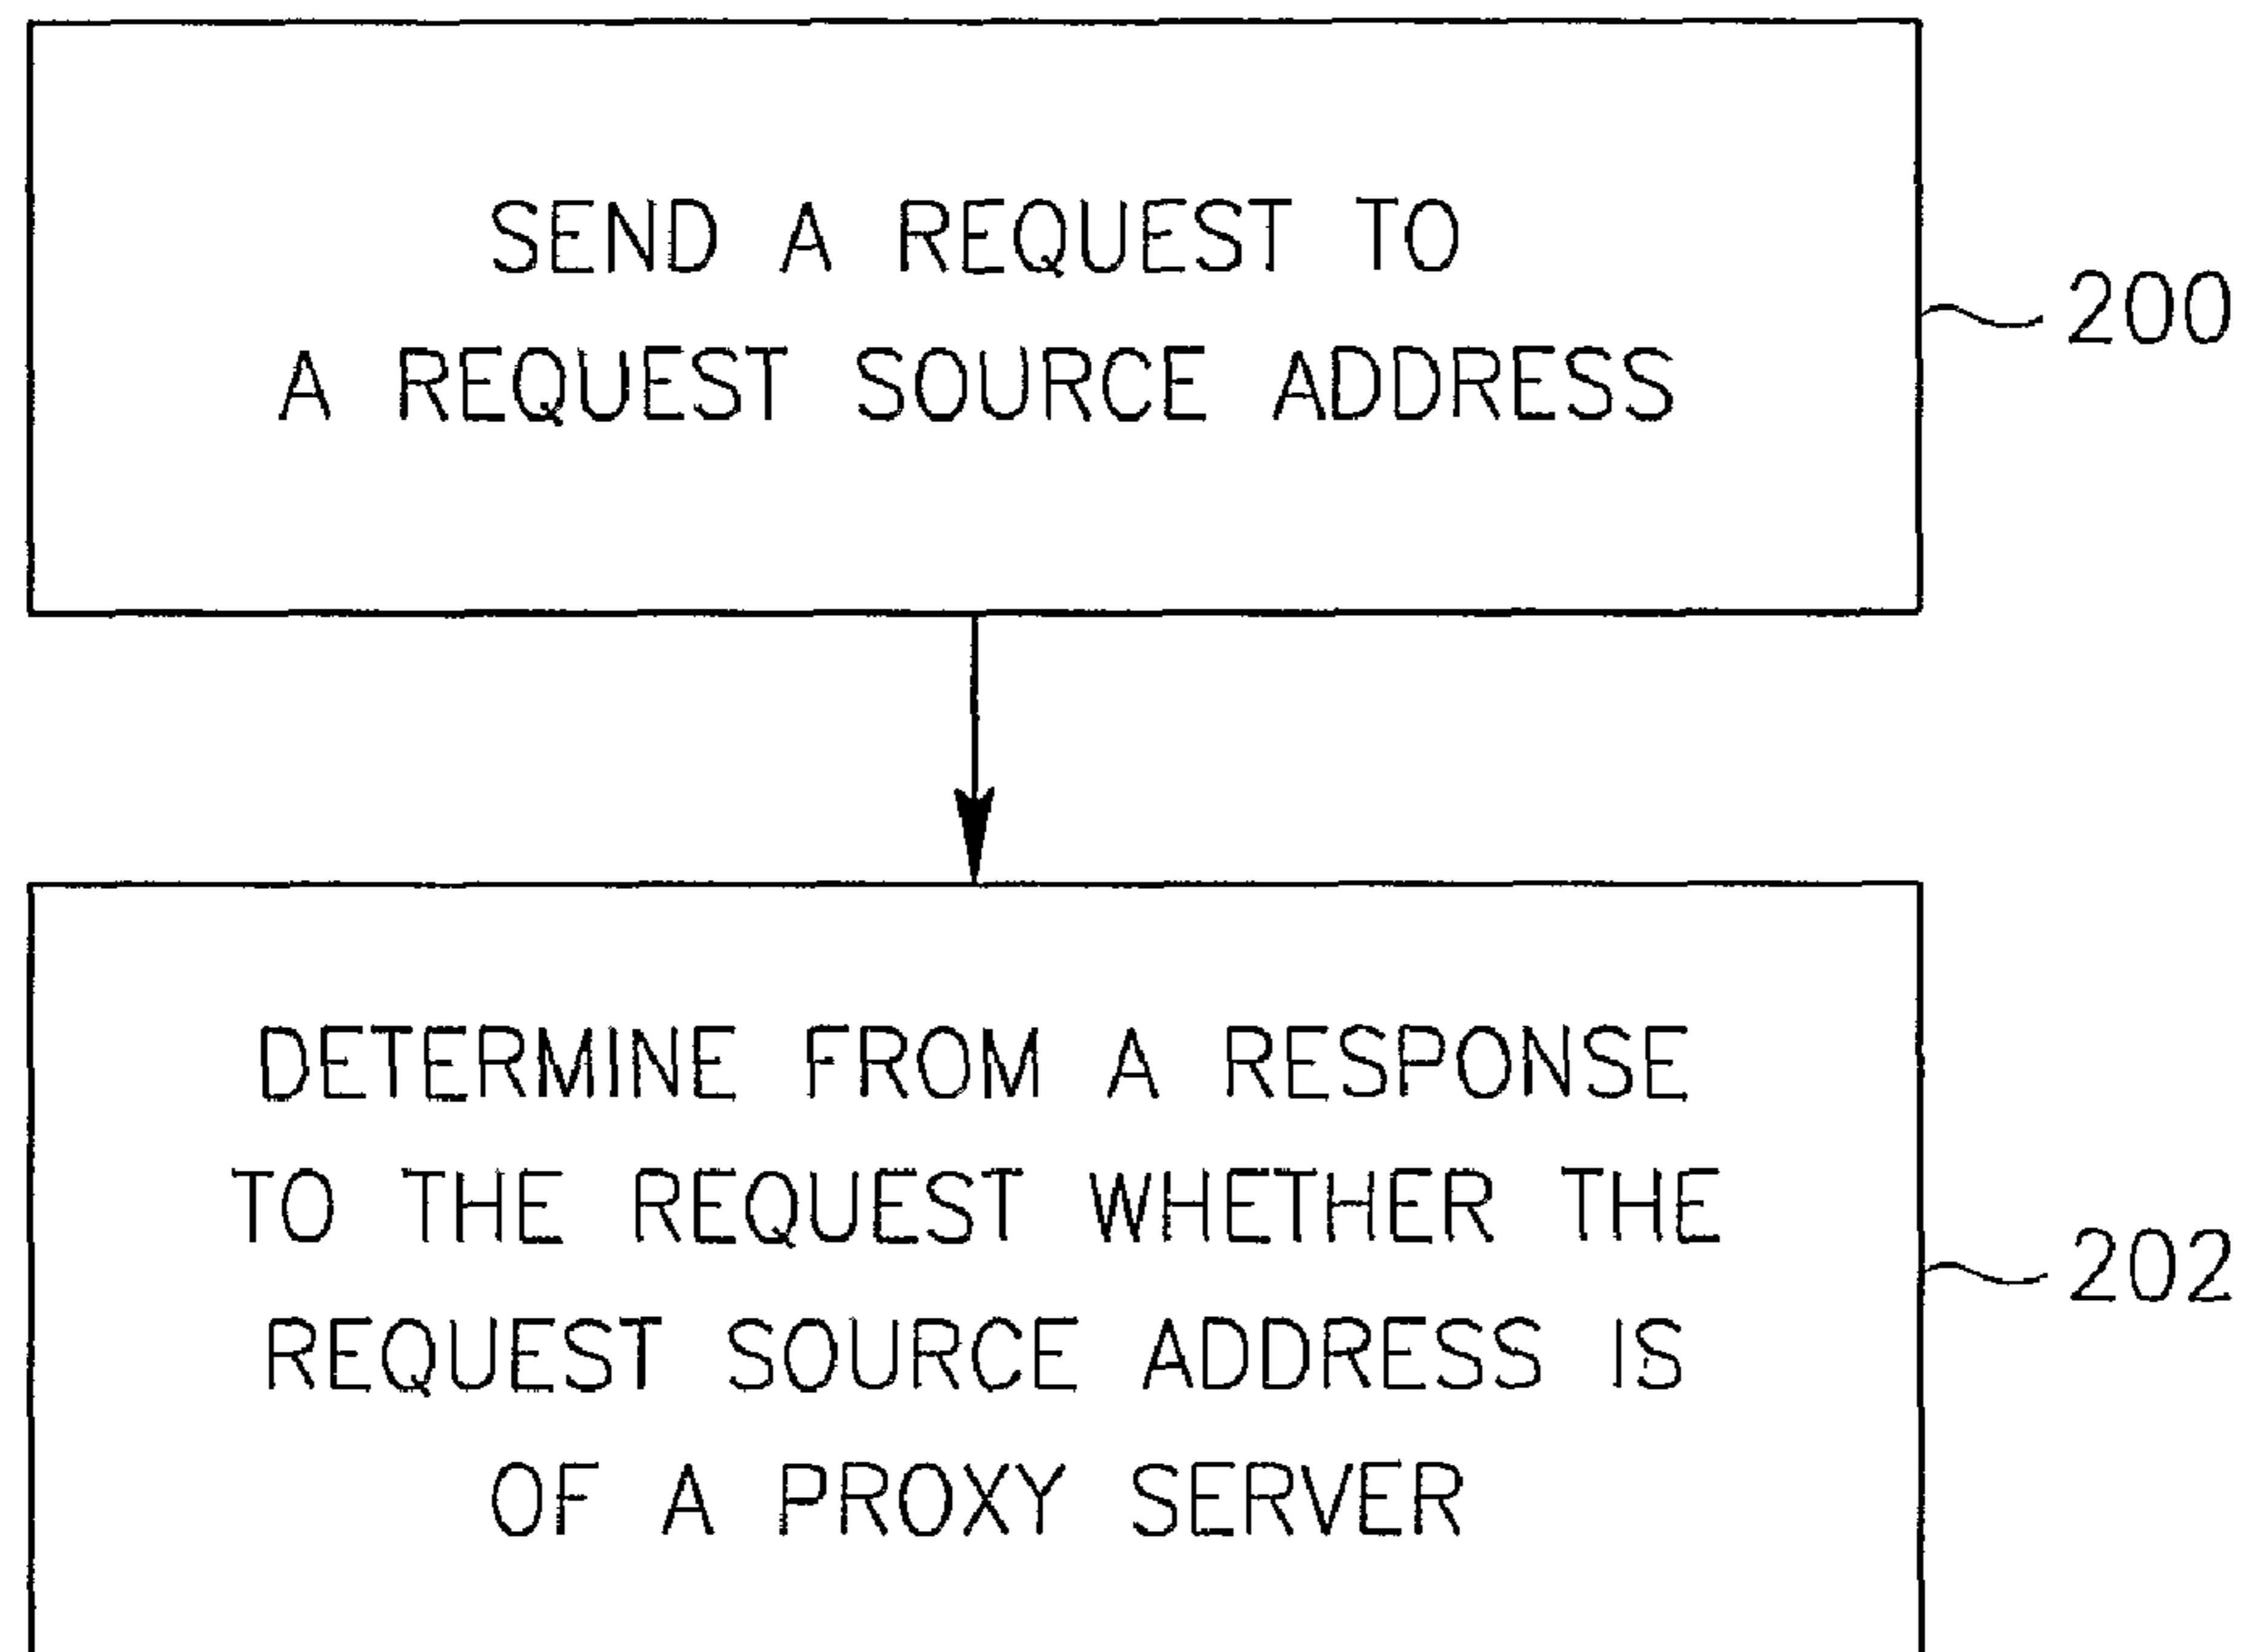 SEND A REQUEST TO
A REQUEST SOURCE ADDRESS
200
DETERMINE FROM A RESPONSE
TO THE REQUEST WHETHER THE
REQUEST SOURCE ADDRESS IS
OF A PROXY SERVER
202